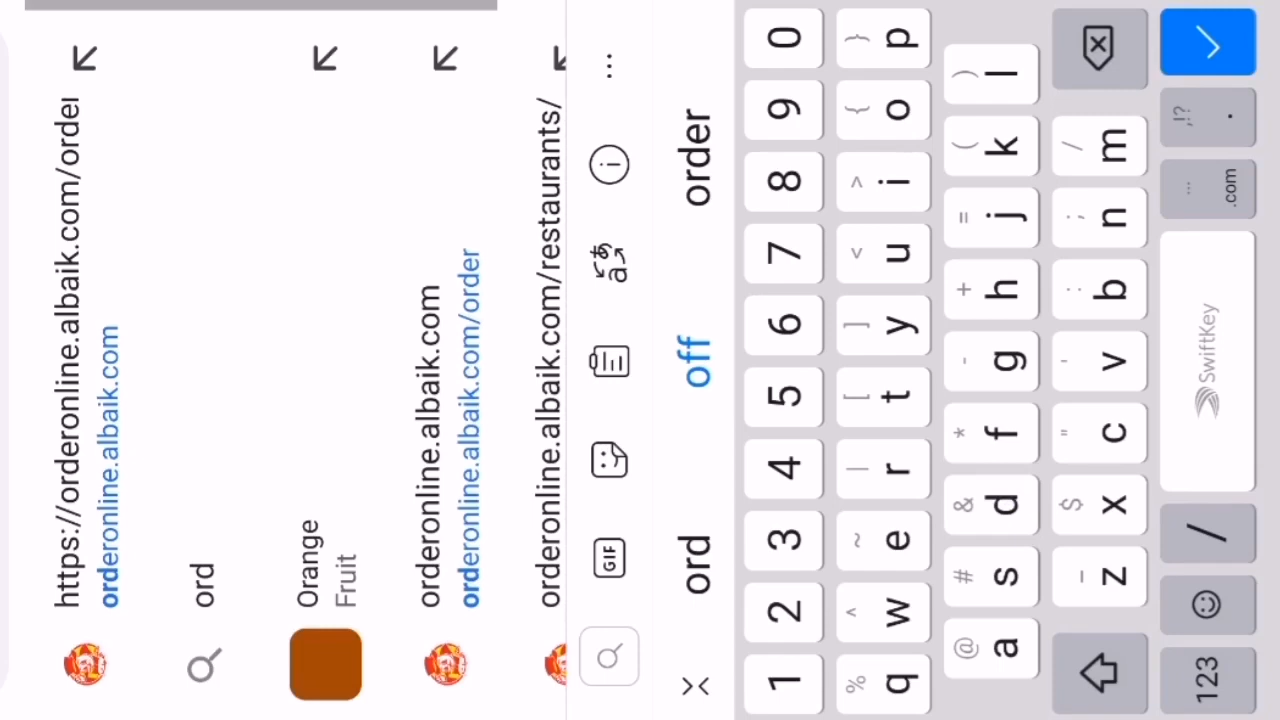 https://orderonline.albaik.com/order
orderonline.albaik.com
ord
Orange
Fruit
orderonline.albaik.com
orderonline.albaik.com/order
orderonline.albaik.com/restaurants/
GIF
あa
...
ord off order
1 2 3 4 5 6 7 8 9 0
% ^ ~ | [ ] < > { }
q w e r t y u i o p
@ # & * - + = ( )
a s d f g h j k l
_ $ " ' : ; /
z x c v b n m
123 / SwiftKey .com ,!? .